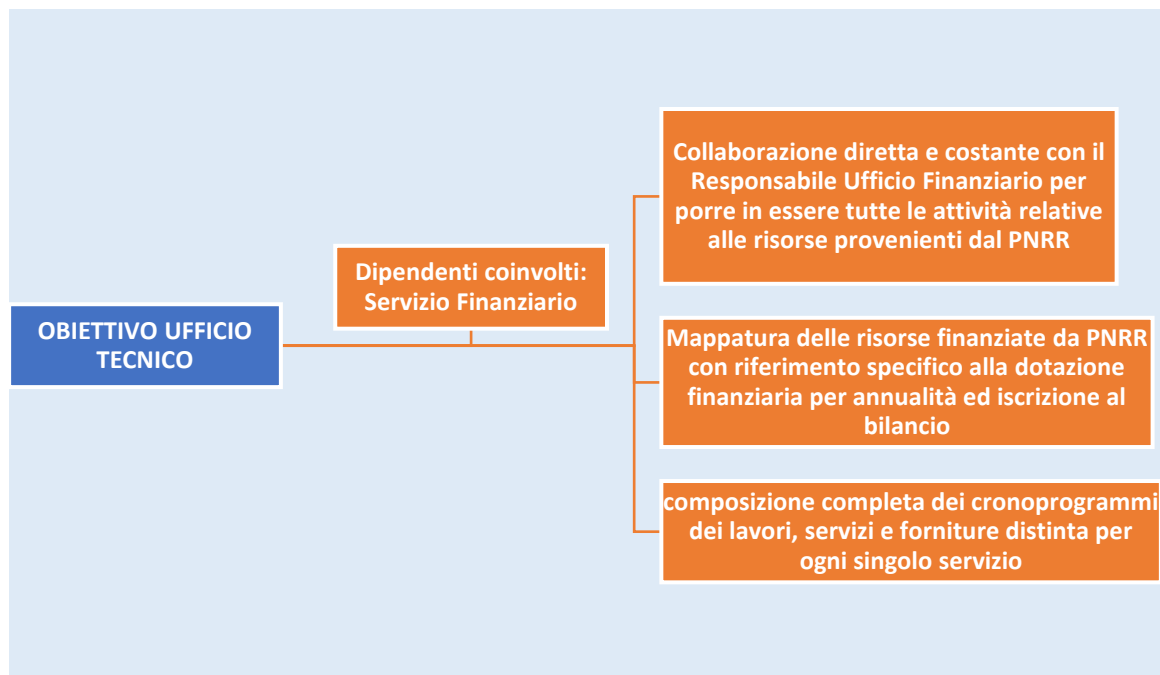 OBIETTIVO UFFICIO
TECNICO
Dipendenti coinvolti:
Servizio Finanziario
Collaborazione diretta e costante con il
Responsabile Ufficio Finanziario per
porre in essere tutte le attività relative
alle risorse provenienti dal PNRR
Mappatura delle risorse finanziate da PNRR
con riferimento specifico alla dotazione
finanziaria per annualità ed iscrizione al
bilancio
composizione completa dei cronoprogrammi
dei lavori, servizi e forniture distinta per
ogni singolo servizio